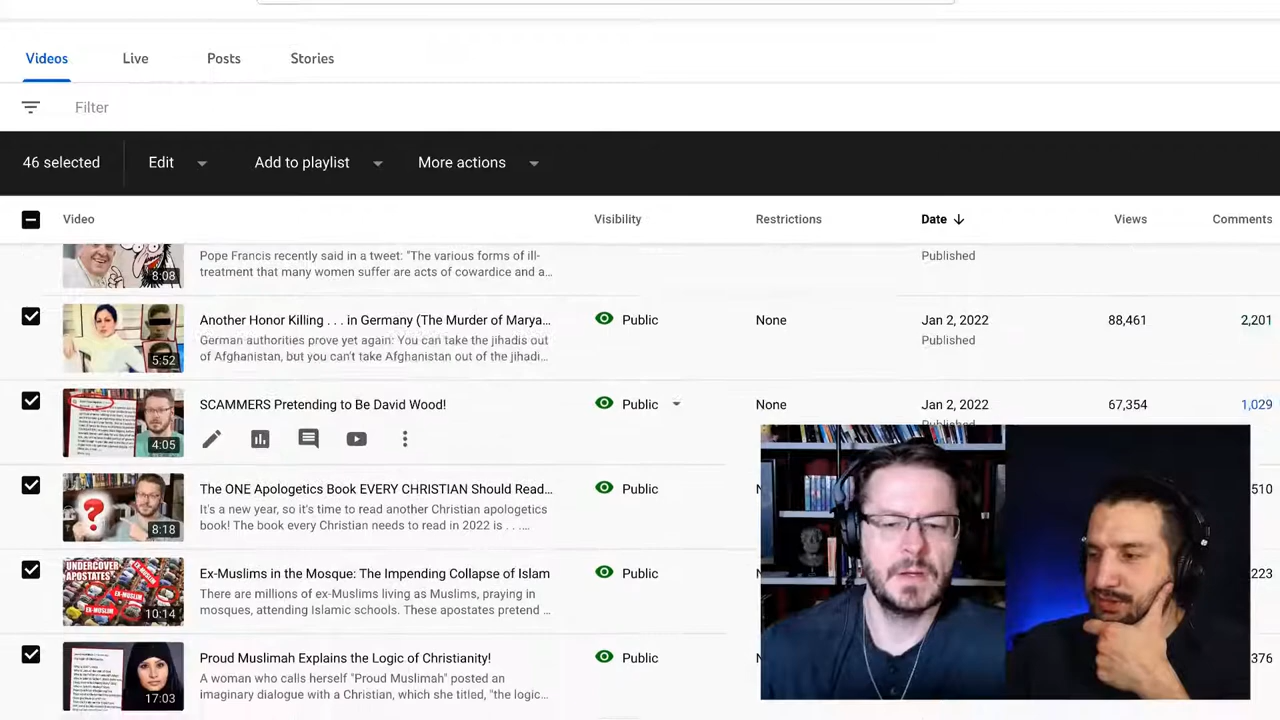 Videos Live Posts Stories
Filter
46 selected Edit Add to playlist More actions
Video Visibility Restrictions Date Views Comments
8:08
Pope Francis recently said in a tweet: "The various forms of ill-
treatment that many women suffer are acts of cowardice and a...
Published
Another Honor Killing . . . in Germany (The Murder of Marya... Public None Jan 2, 2022 88,461 2,201
German authorities prove yet again: You can take the jihadis out Published
of Afghanistan, but you can't take Afghanistan out of the jihadi...
5:52
SCAMMERS Pretending to Be David Wood! Public Jan 2, 2022 67,354 1,029
4:05
The ONE Apologetics Book EVERY CHRISTIAN Should Read... Public 510
It's a new year, so it's time to read another Christian apologetics
book! The book every Christian needs to read in 2022 is . . ....
8:18
UNDERCOVER
APOSTATES
EX-MUSLIM
Ex-Muslims in the Mosque: The Impending Collapse of Islam Public 223
There are millions of ex-Muslims living as Muslims, praying in
mosques, attending Islamic schools. These apostates pretend ...
10:14
Proud Muslimah Explains the Logic of Christianity! Public 376
A woman who calls herself "Proud Muslimah" posted an
imaginary dialogue with a Christian, which she titled, "the logic...
17:03